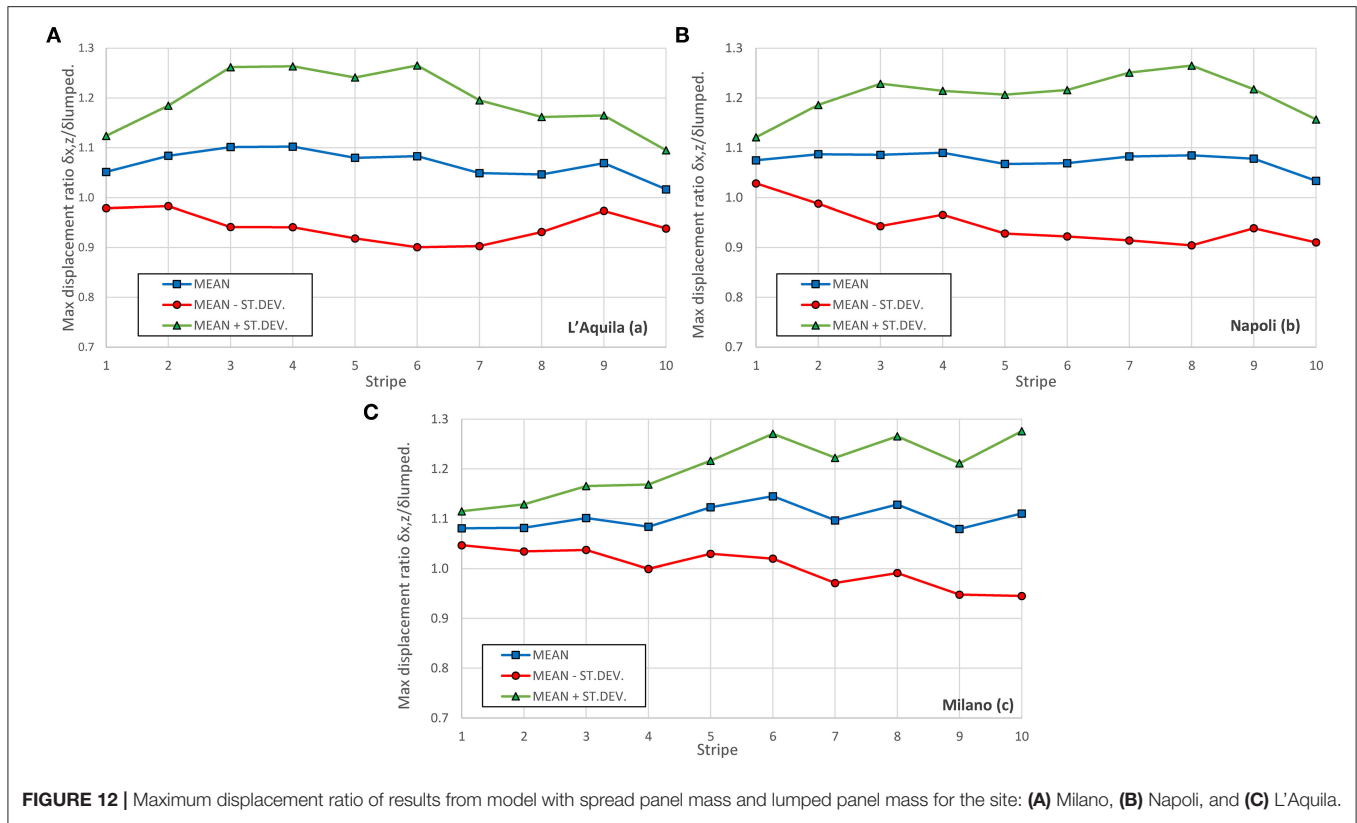 A
Max displacement ratio δx,z/δlumped.
1.3
1.2
1.1
1.0
0.9
0.8
0.7
MEAN
MEAN - ST.DEV.
MEAN + ST.DEV.
L'Aquila (a)
1 2 3 4 5 6 7 8 9 10
Stripe
B
Max displacement ratio δx,z/δlumped.
1.3
1.2
1.1
1.0
0.9
0.8
0.7
MEAN
MEAN - ST.DEV.
MEAN + ST.DEV.
Napoli (b)
1 2 3 4 5 6 7 8 9 10
Stripe
C
Max displacement ratio δx,z/δlumped.
1.3
1.2
1.1
1.0
0.9
0.8
0.7
MEAN
MEAN - ST.DEV.
MEAN + ST.DEV.
Milano (c)
1 2 3 4 5 6 7 8 9 10
Stripe
FIGURE 12 | Maximum displacement ratio of results from model with spread panel mass and lumped panel mass for the site: (A) Milano, (B) Napoli, and (C) L'Aquila.